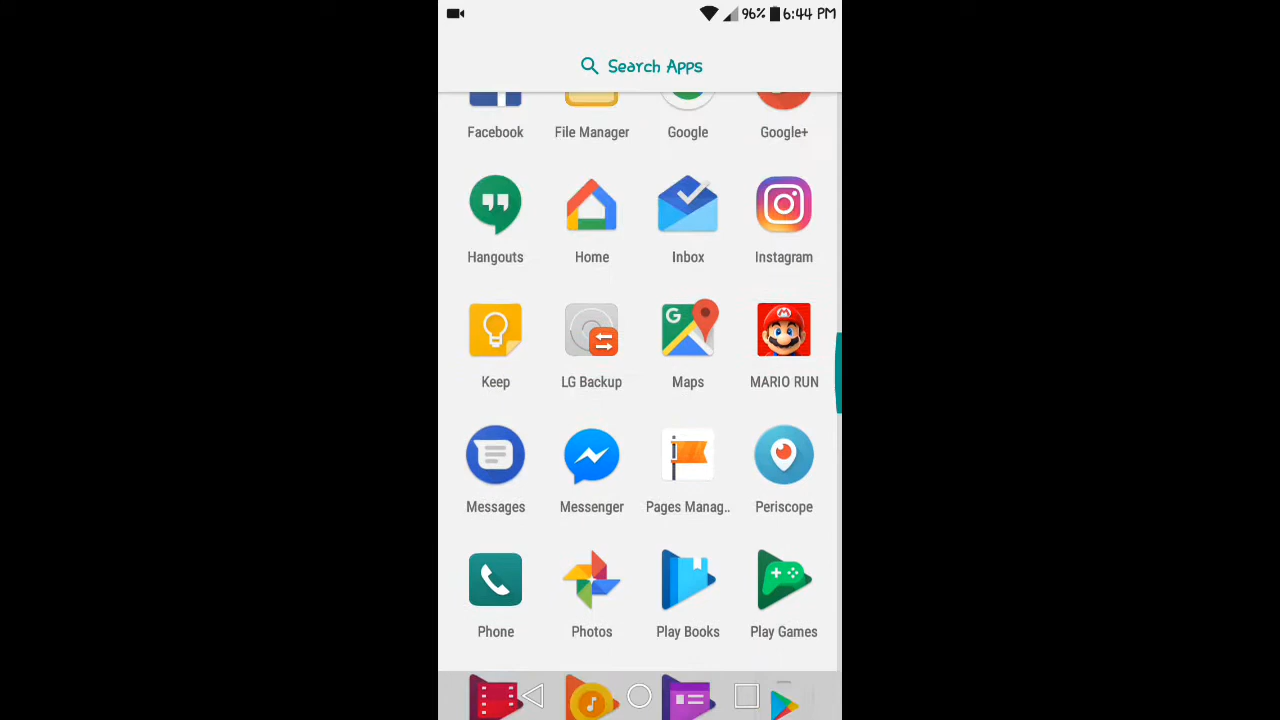 96% 6:44 PM
Search Apps
Facebook File Manager Google Google+
Hangouts Home Inbox Instagram
G
Keep LG Backup Maps MARIO RUN
Messages Messenger Pages Manag.. Periscope
Phone Photos Play Books Play Games